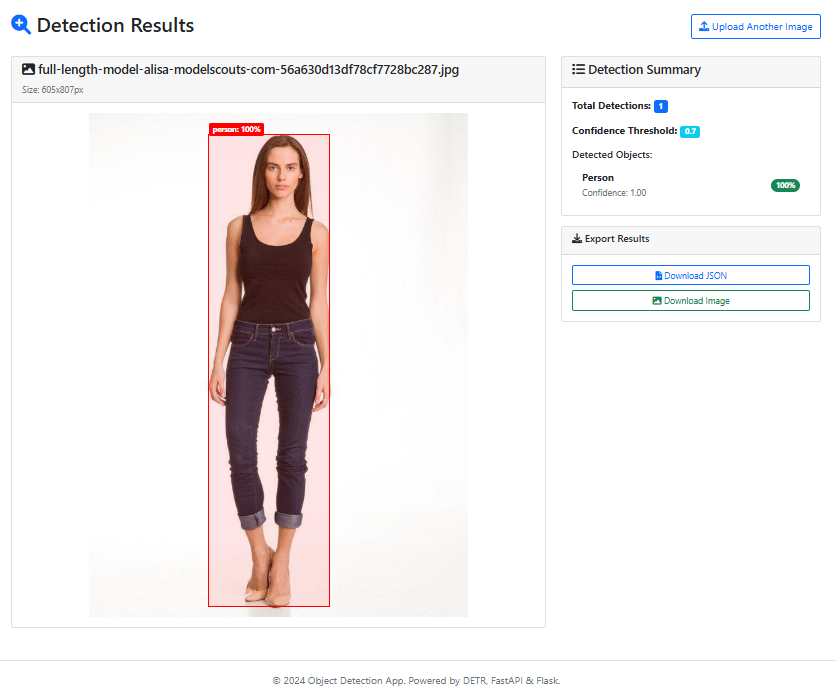 Detection Results
Upload Another Image
full-length-model-alisa-modelscouts-com-56a630d13df78cf7728bc287.jpg
Size: 605x807px
person: 100%
Detection Summary
Total Detections: 1
Confidence Threshold: 0.7
Detected Objects:
Person
Confidence: 1.00
100%
Export Results
Download JSON
Download Image
© 2024 Object Detection App. Powered by DETR, FastAPI & Flask.